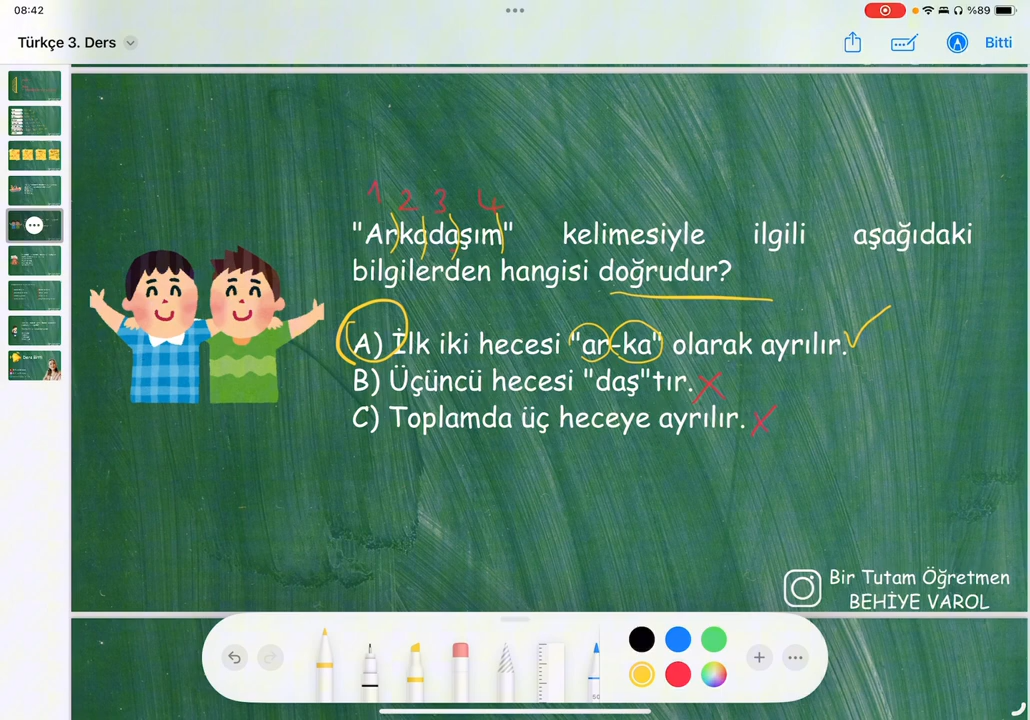 08:42
%89
Türkçe 3. Ders
Bitti
1 2 3 4
"Arkadaşım" kelimesiyle ilgili aşağıdaki
bilgilerden hangisi doğrudur?
A) İlk iki hecesi "ar-ka" olarak ayrılır.
B) Üçüncü hecesi "daş"tır.
C) Toplamda üç heceye ayrılır.
Bir Tutam Öğretmen
BEHİYE VAROL